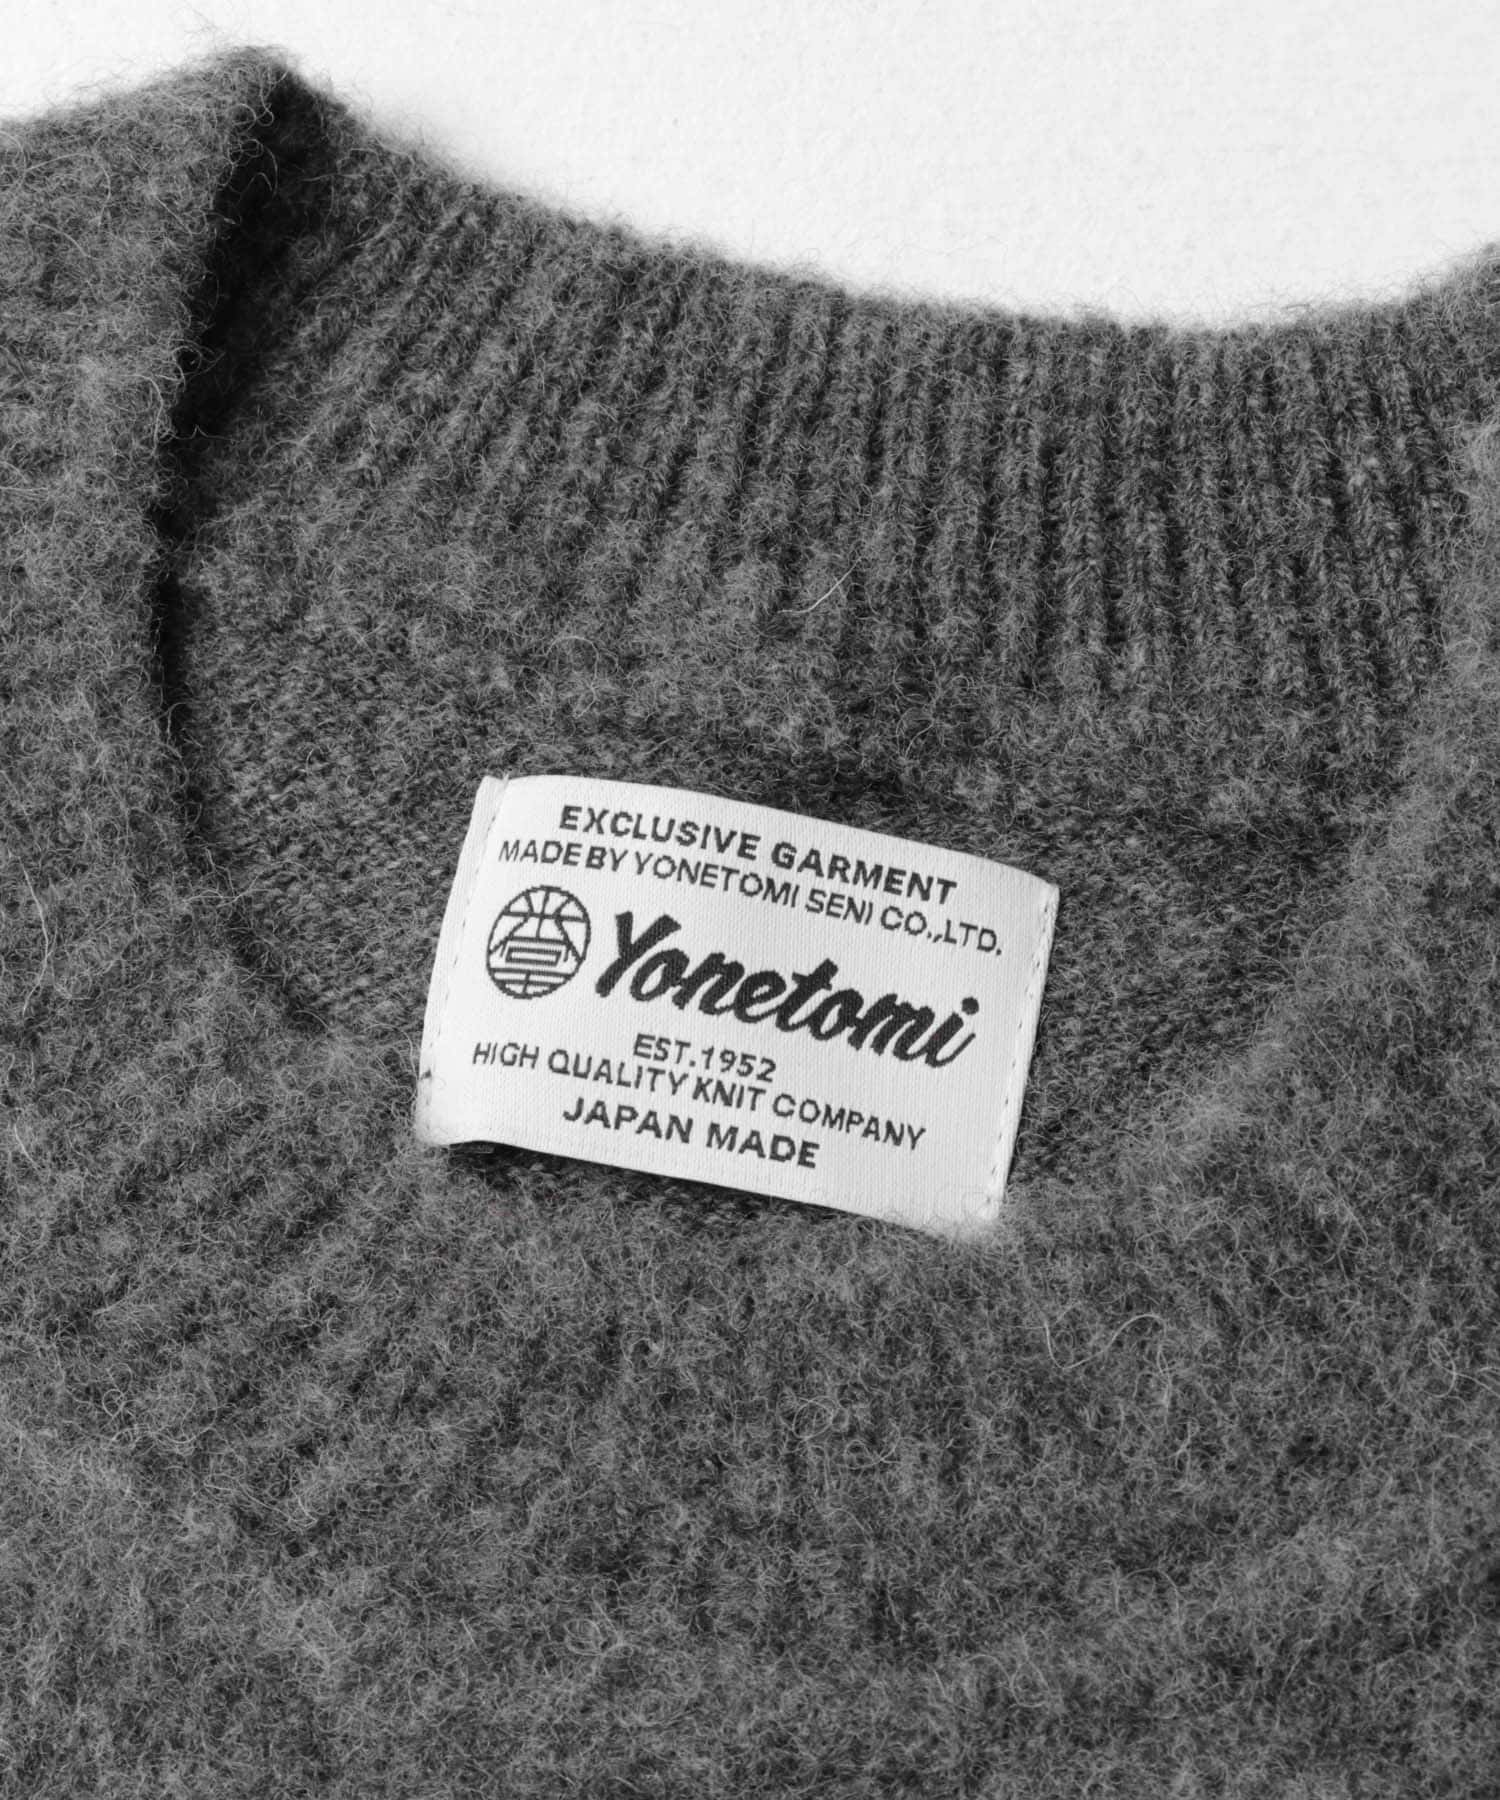 EXCLUSIVE GARMENT
MADE BY YONETOMI SENI CO.,LTD.
Yonetomi
EST.1952
HIGH QUALITY KNIT COMPANY
JAPAN MADE